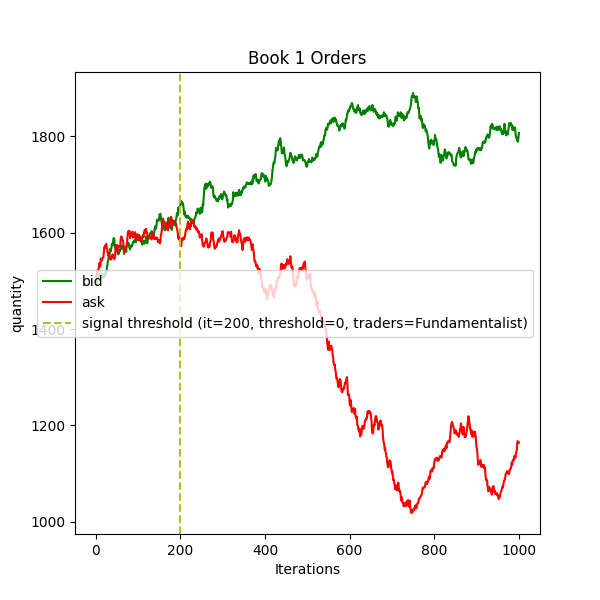 Book 1 Orders
quantity
1800
1600
1400
1200
1000
bid
ask
signal threshold (it=200, threshold=0, traders=Fundamentalist)
0 200 400 600 800 1000
Iterations